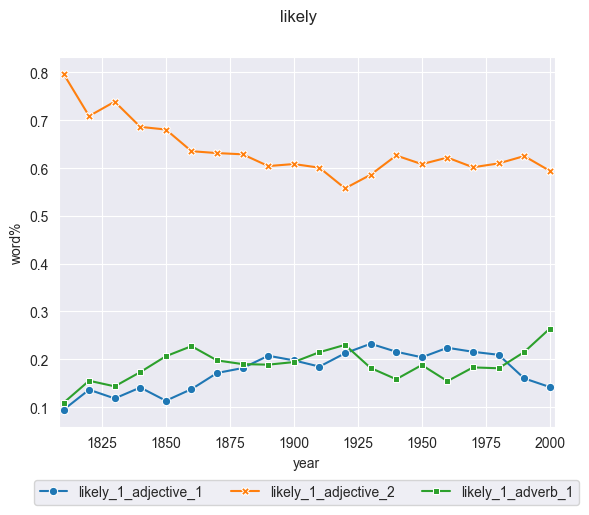 likely
0.8
0.7
0.6
0.5
0.4
0.3
0.2
0.1
word%
1825 1850 1875 1900 1925 1950 1975 2000
year
likely_1_adjective_1 likely_1_adjective_2 likely_1_adverb_1